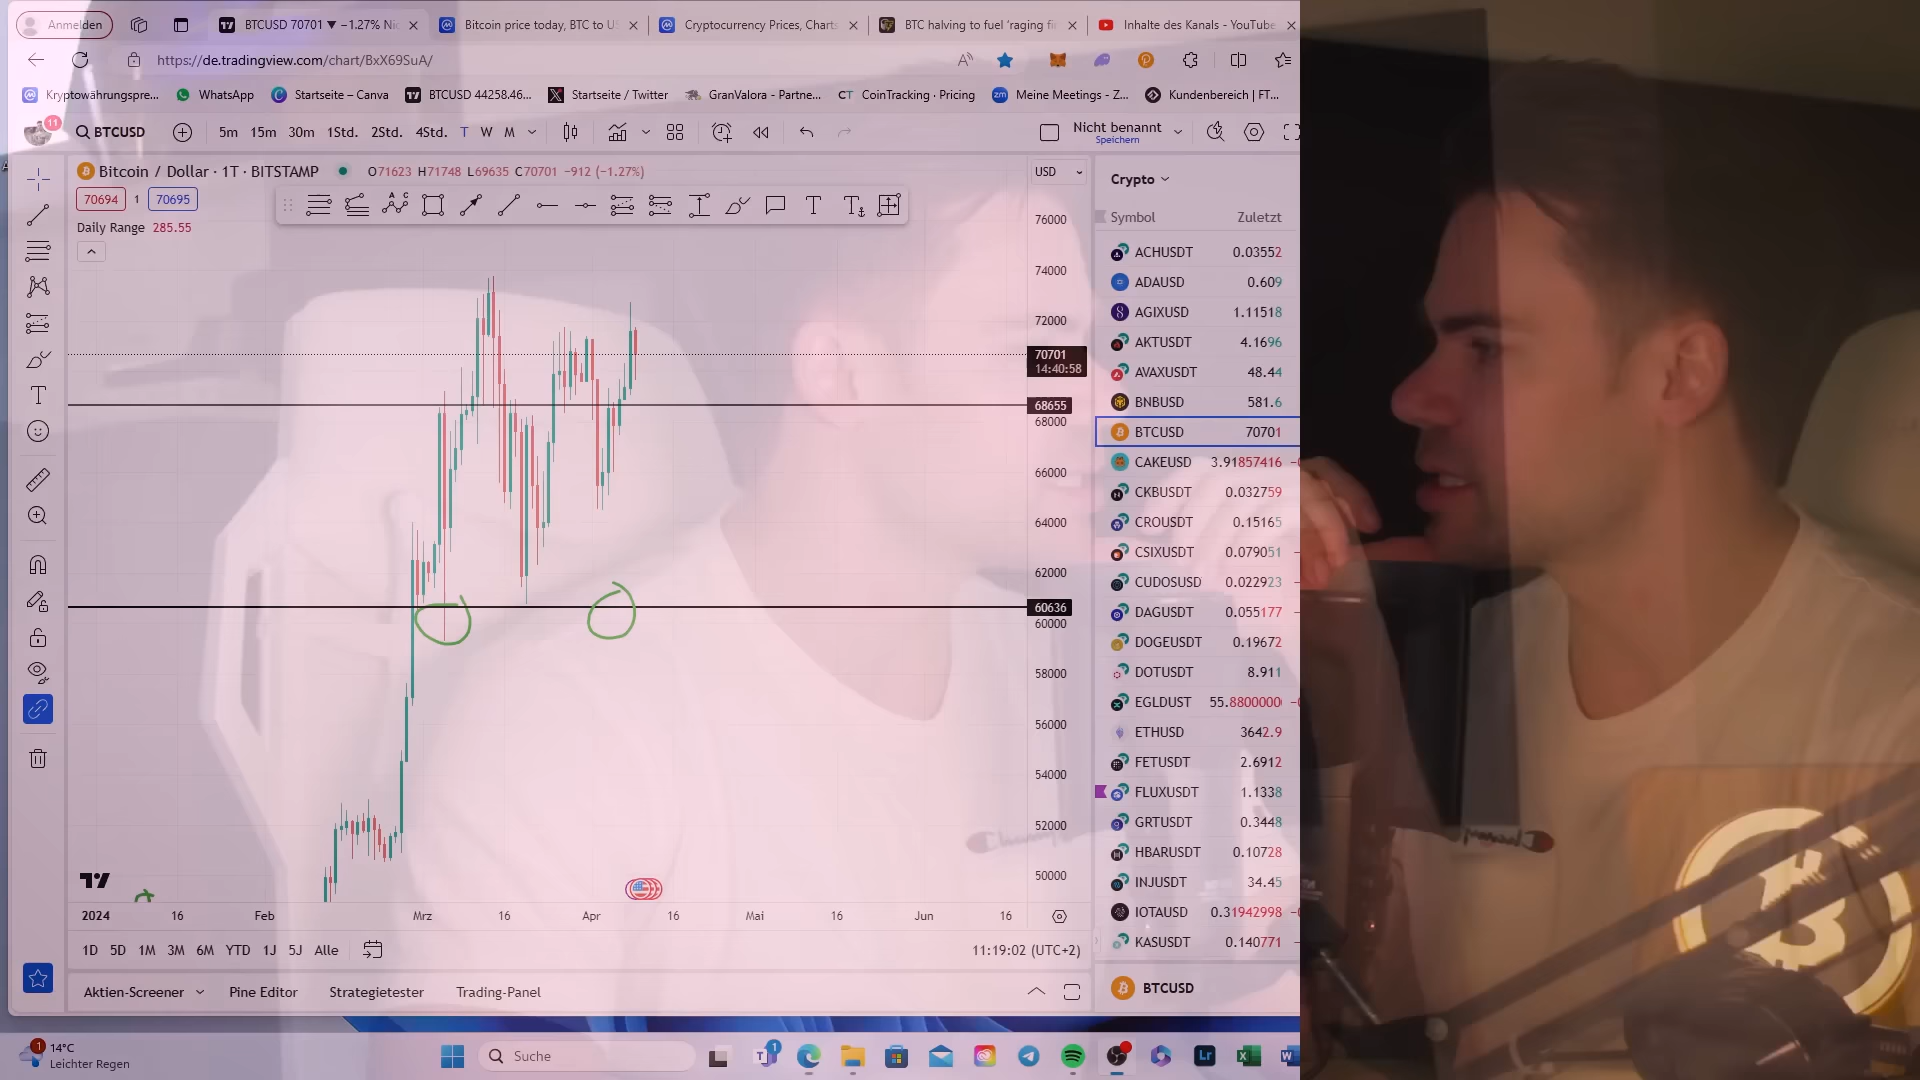 Anmelden
BTCUSD 70701 ▼ −1.27% Nic
Bitcoin price today, BTC to US
Cryptocurrency Prices, Charts
BTC halving to fuel 'raging fi
Inhalte des Kanals - YouTube
https://de.tradingview.com/chart/BxX69SuA/
Kryptowährungspre...
WhatsApp
Startseite – Canva
BTCUSD 44258.46...
Startseite / Twitter
GranValora - Partne...
CoinTracking · Pricing
Meine Meetings - Z...
Kundenbereich | FT...
11
BTCUSD
5m 15m 30m 1Std. 2Std. 4Std. T W M
Nicht benannt
Speichern
Bitcoin / Dollar · 1T · BITSTAMP
O71623 H71748 L69635 C70701 −912 (−1.27%)
USD
70694 1 70695
Daily Range 285.55
76000
74000
72000
70701
14:40:58
68655
68000
66000
64000
62000
60636
60000
58000
56000
54000
52000
50000
2024 16 Feb Mrz 16 Apr 16 Mai 16 Jun 16
1D 5D 1M 3M 6M YTD 1J 5J Alle
11:19:02 (UTC+2)
Aktien-Screener
Pine Editor
Strategietester
Trading-Panel
Crypto
Symbol Zuletzt
ACHUSDT 0.03552
ADAUSD 0.609
AGIXUSD 1.11518
AKTUSDT 4.1696
AVAXUSDT 48.44
BNBUSD 581.6
BTCUSD 70701
CAKEUSD 3.91857416
CKBUSDT 0.032759
CROUSDT 0.15165
CSIXUSDT 0.079051
CUDOSUSD 0.022923
DAGUSDT 0.055177
DOGEUSDT 0.19672
DOTUSDT 8.911
EGLDUST 55.8800000
ETHUSD 3642.9
FETUSDT 2.6912
FLUXUSDT 1.1338
GRTUSDT 0.3448
HBARUSDT 0.10728
INJUSDT 34.45
IOTAUSD 0.31942998
KASUSDT 0.140771
BTCUSD
1
14°C
Leichter Regen
Suche
1